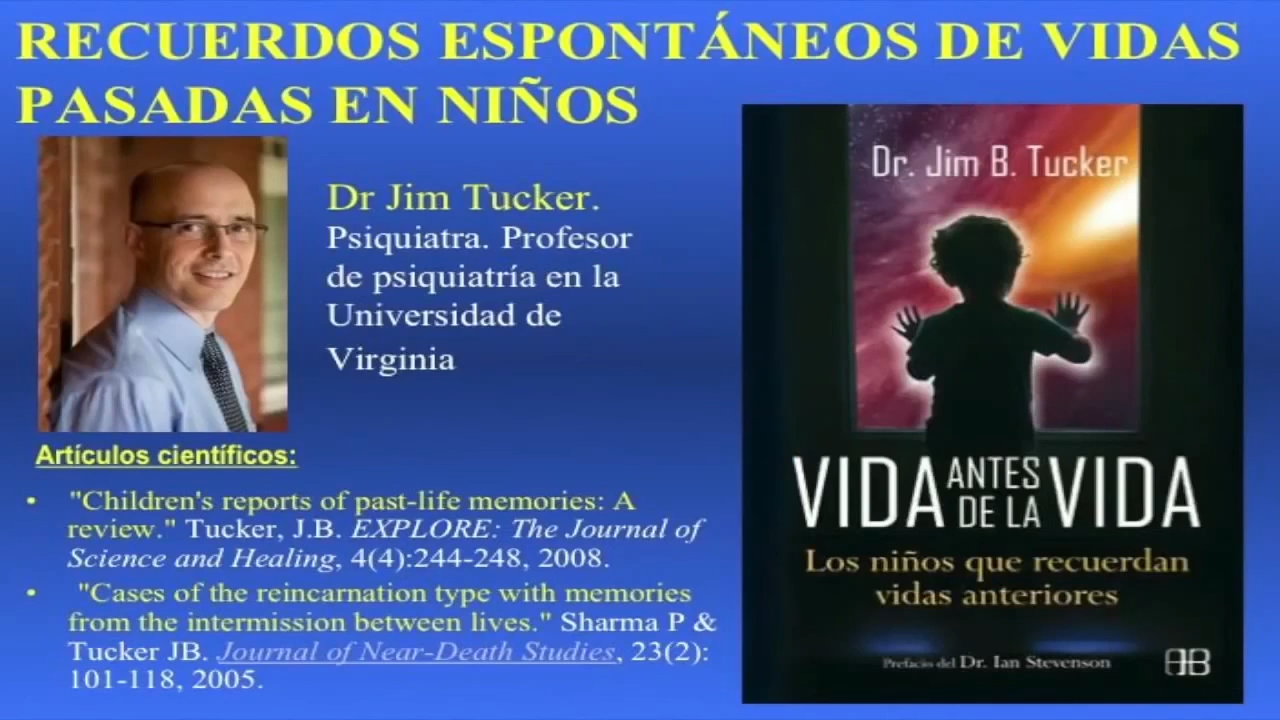 RECUERDOS ESPONTÁNEOS DE VIDAS
PASADAS EN NIÑOS
Dr Jim Tucker.
Psiquiatra. Profesor
de psiquiatría en la
Universidad de
Virginia
Artículos científicos:
• "Children's reports of past-life memories: A
review." Tucker, J.B. EXPLORE: The Journal of
Science and Healing, 4(4):244-248, 2008.
• "Cases of the reincarnation type with memories
from the intermission between lives." Sharma P &
Tucker JB. Journal of Near-Death Studies, 23(2):
101-118, 2005.
Dr. Jim B. Tucker
VIDA ANTES DE LA VIDA
Los niños que recuerdan
vidas anteriores
Prefacio del Dr. Ian Stevenson